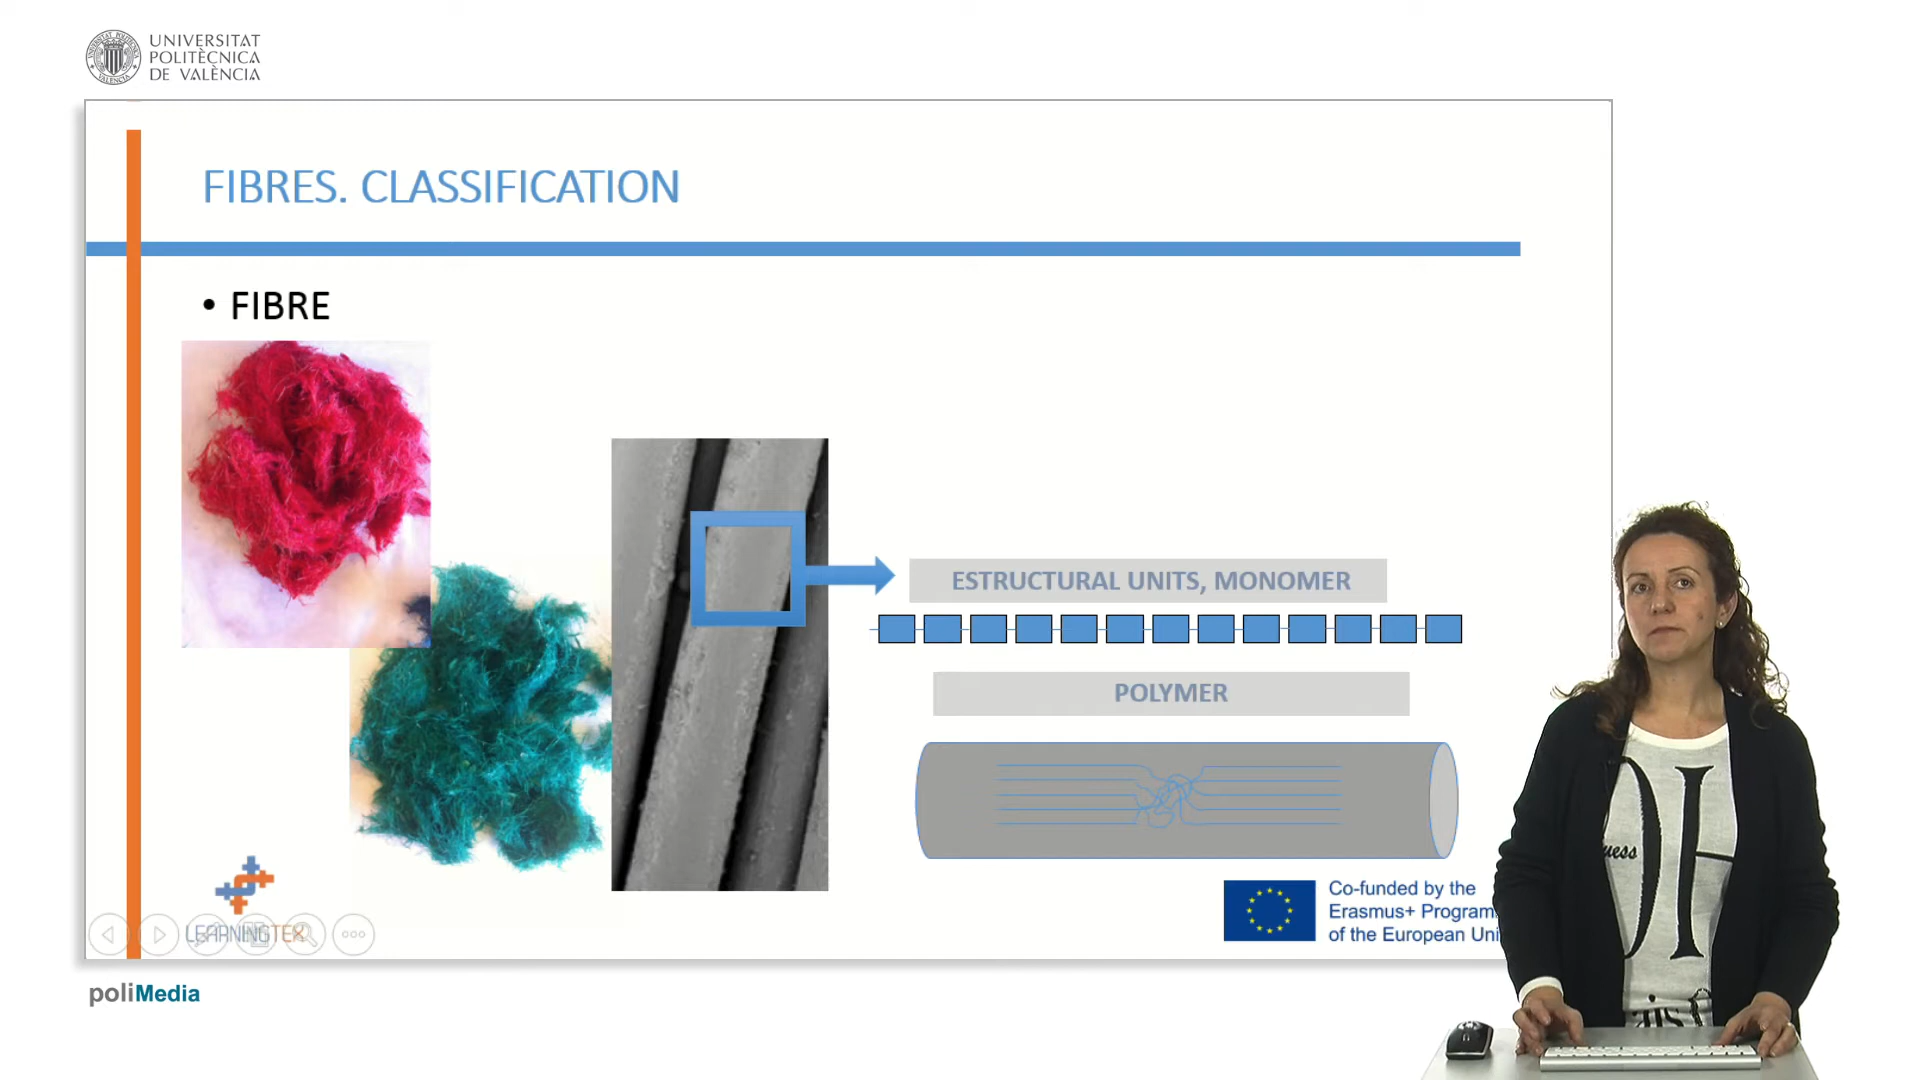 UNIVERSITAT
POLITÈCNICA
DE VALÈNCIA
FIBRES. CLASSIFICATION
• FIBRE
ESTRUCTURAL UNITS, MONOMER
POLYMER
LEARNINGTEX
Co-funded by the
Erasmus+ Program
of the European Uni
poliMedia
uess